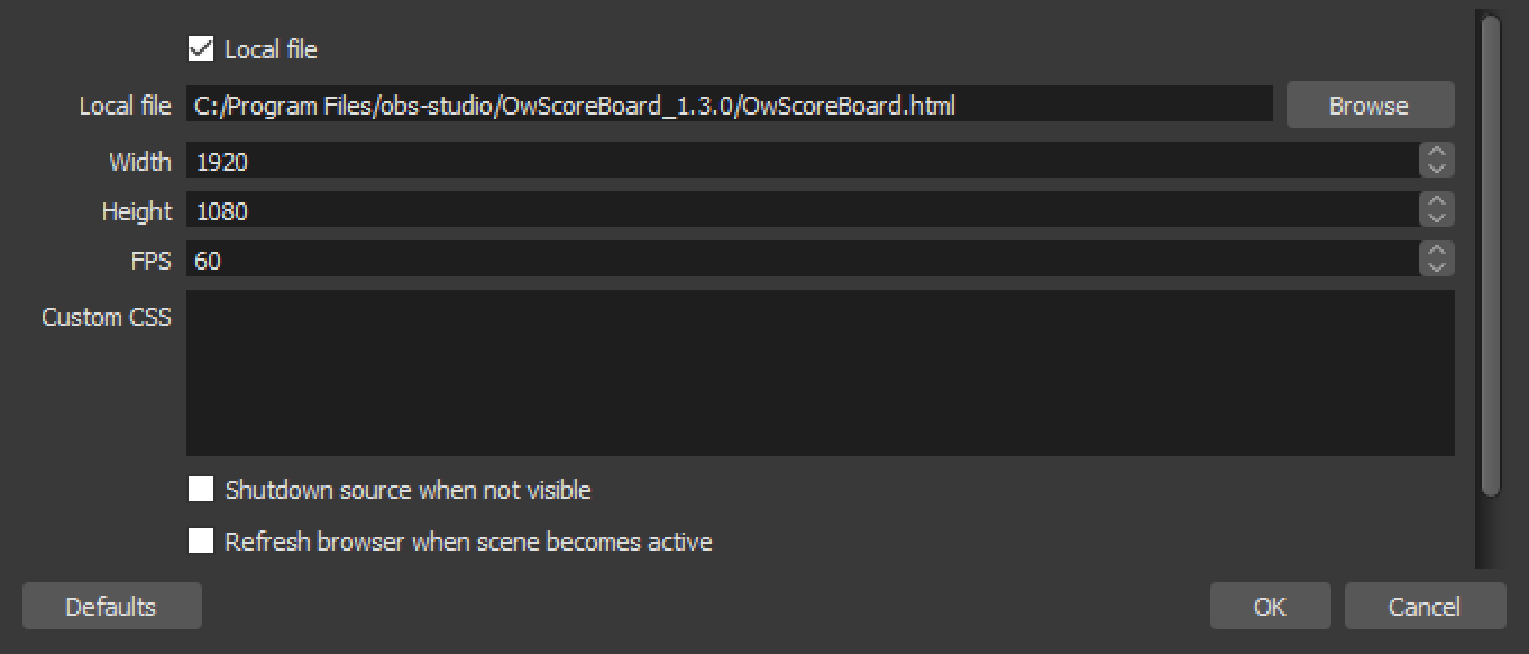 Local file
Local file C:/Program Files/obs-studio/OwScoreBoard_1.3.0/OwScoreBoard.html Browse
Width 1920
Height 1080
FPS 60
Custom CSS
Shutdown source when not visible
Refresh browser when scene becomes active
Defaults OK Cancel